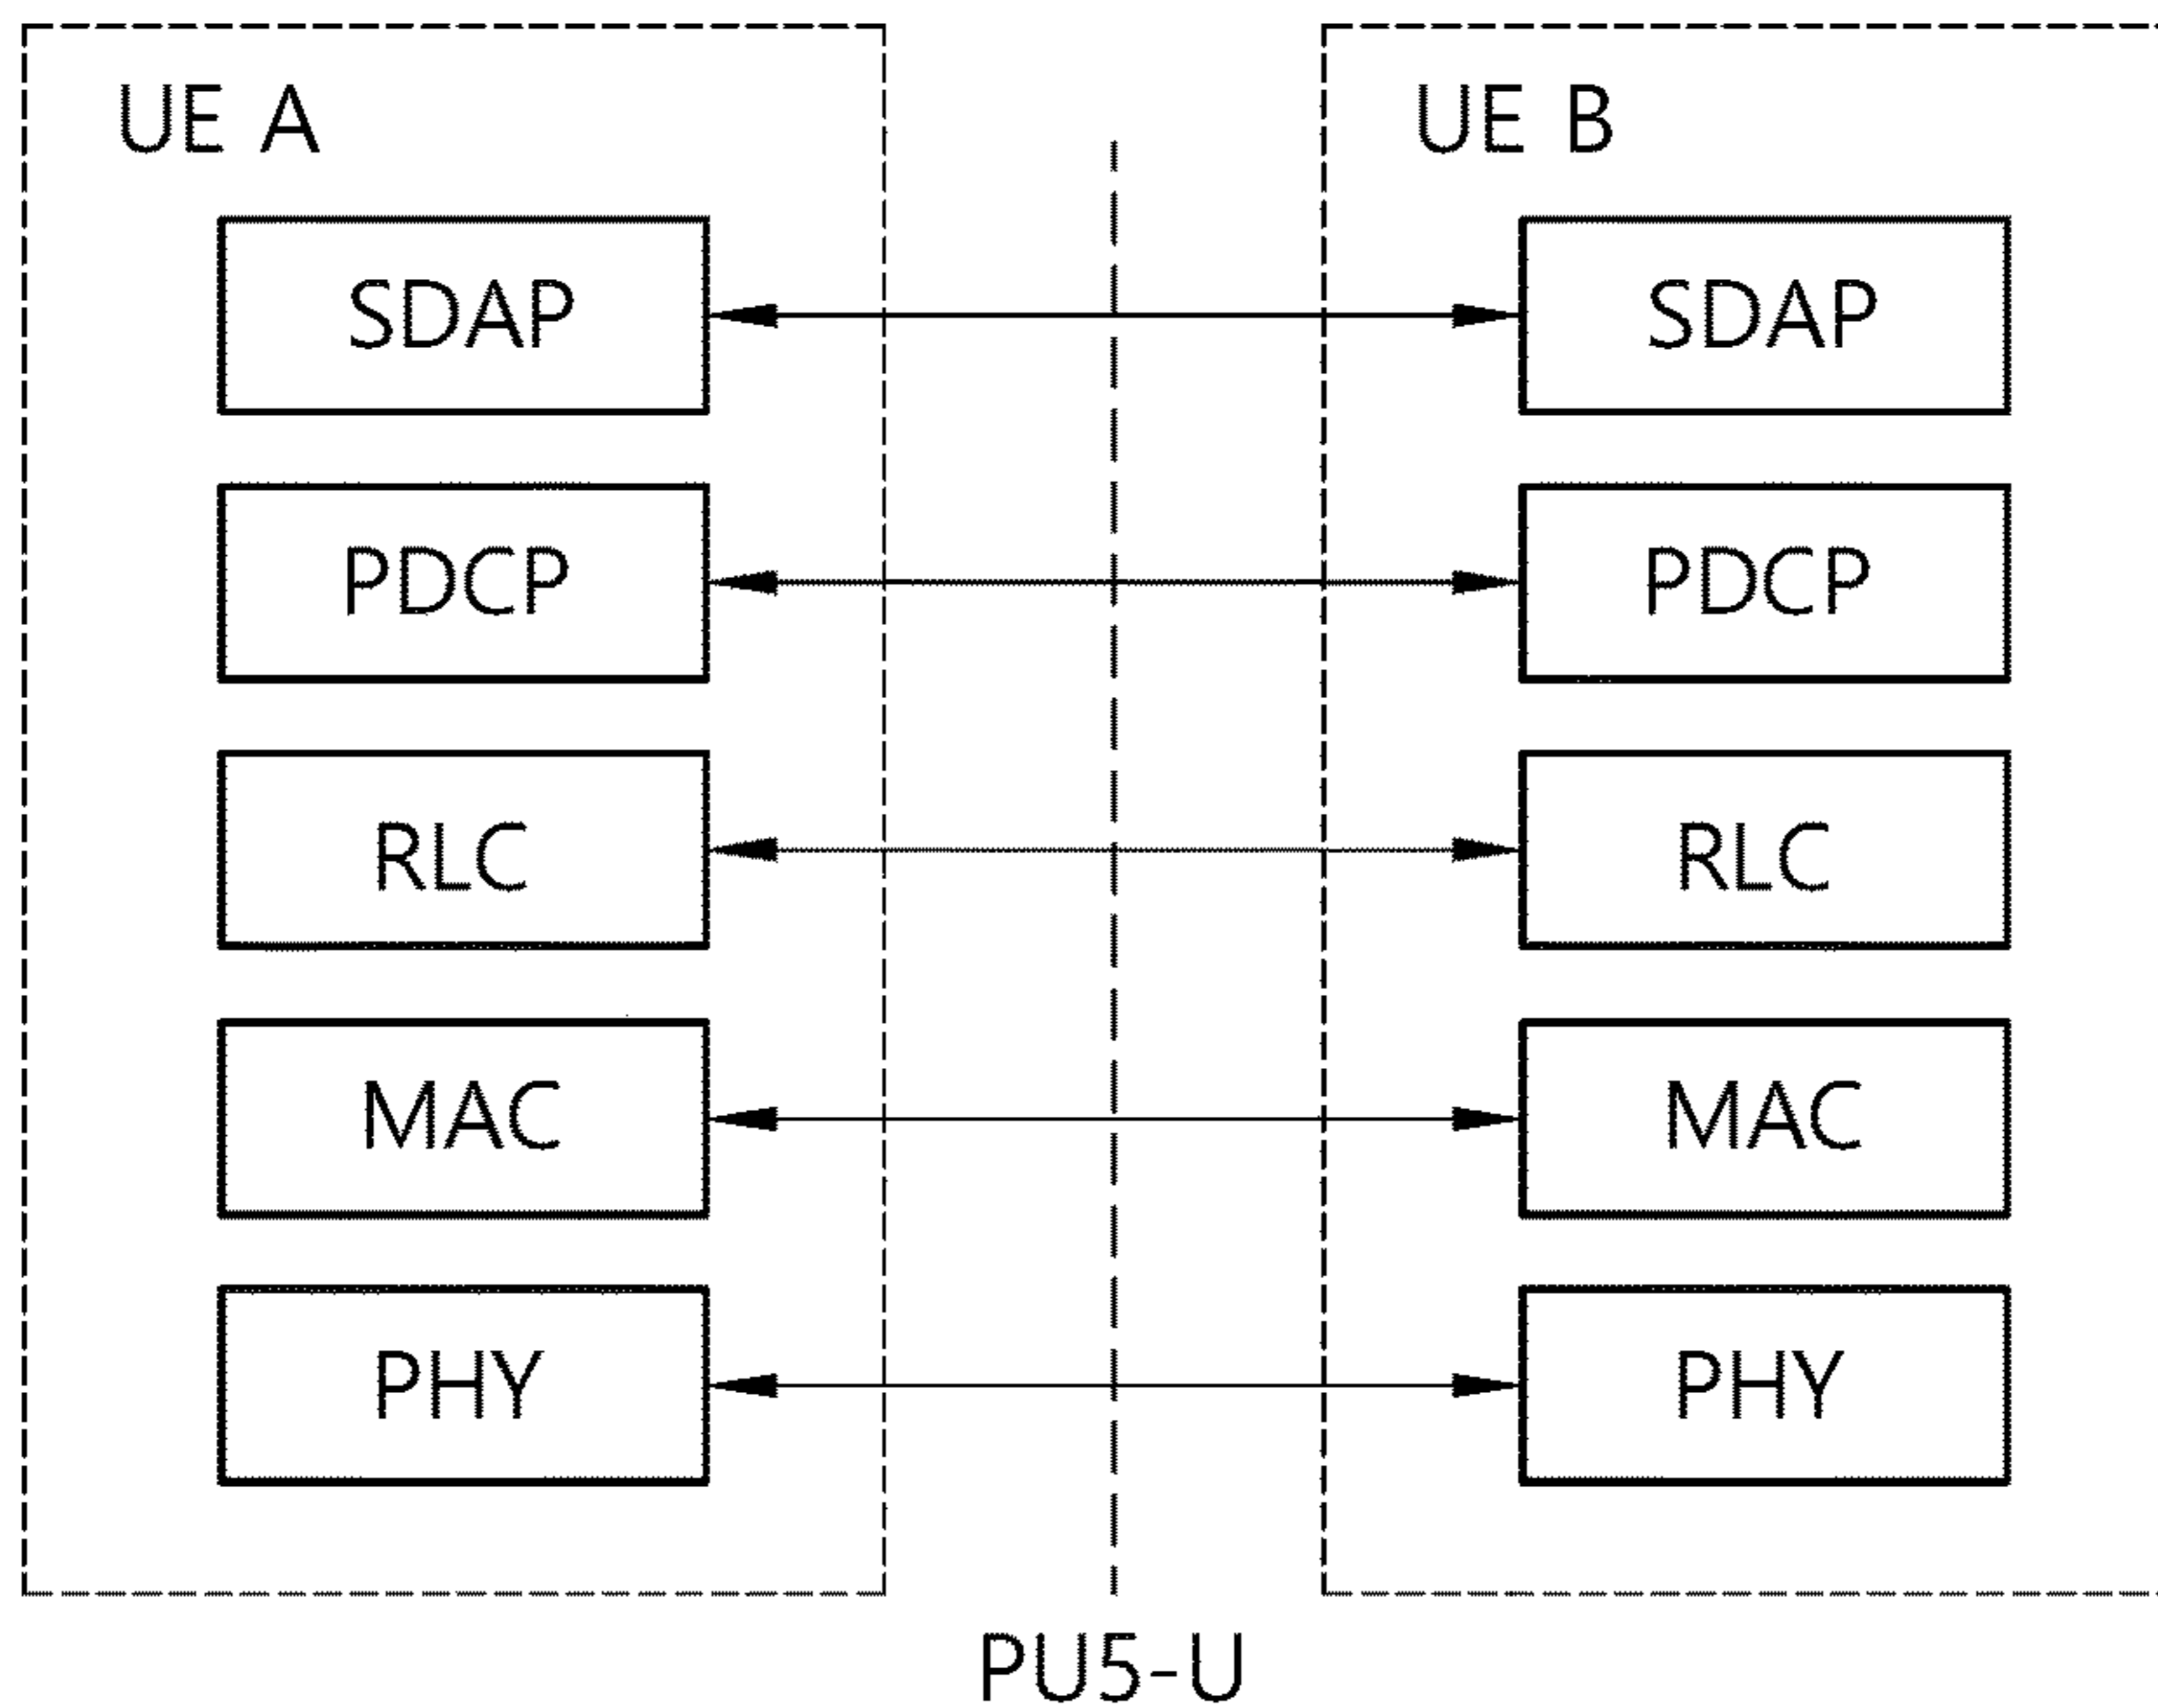 UE A UE B
SDAP SDAP
PDCP PDCP
RLC RLC
MAC MAC
PHY PHY
PU5-U